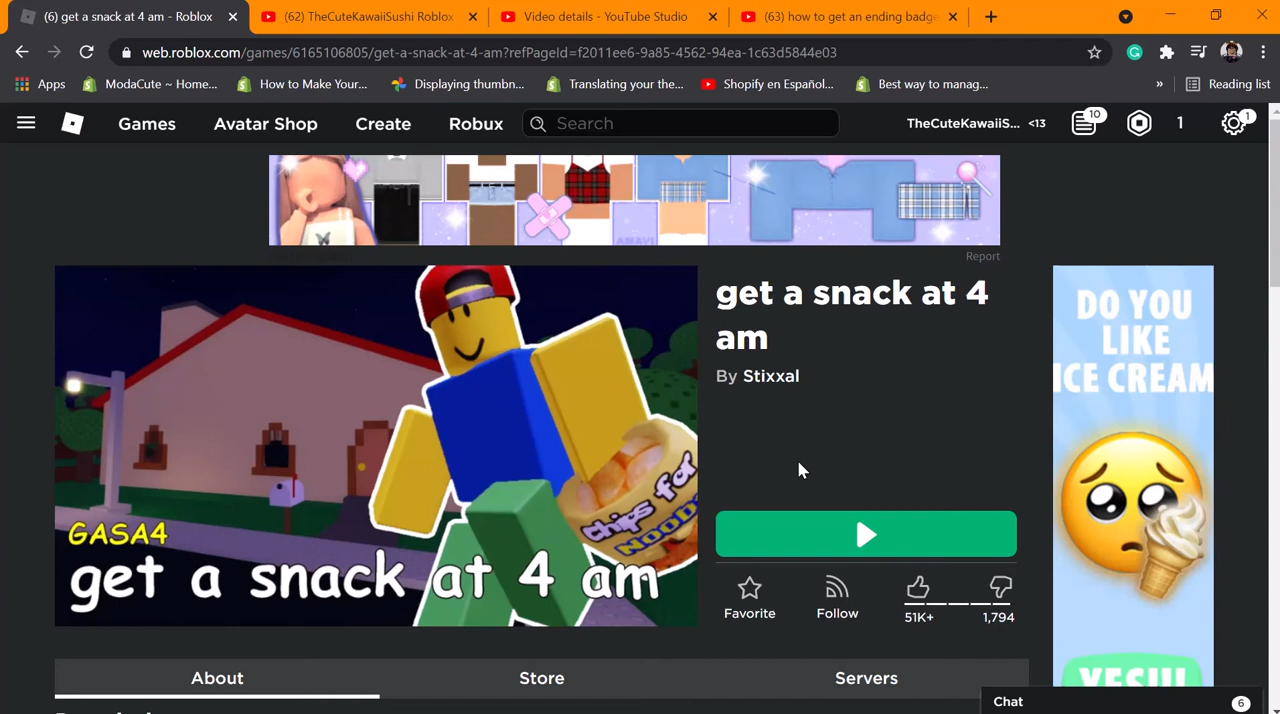 (6) get a snack at 4 am - Roblox
(62) TheCuteKawaiiSushi Roblox
Video details - YouTube Studio
(63) how to get an ending badge
web.roblox.com/games/6165106805/get-a-snack-at-4-am?refPageId=f2011ee6-9a85-4562-94ea-1c63d5844e03
Apps
ModaCute ~ Home...
How to Make Your...
Displaying thumbn...
Translating your the...
Shopify en Español...
Best way to manag...
»
Reading list
Games
Avatar Shop
Create
Robux
Search
TheCuteKawaiiS... <13
10
1
1
Report
get a snack at 4
am
By Stixxal
chips for
NOOBS
GASA4
get a snack at 4 am
DO YOU
LIKE
ICE CREAM
YES!!!
Favorite
Follow
51K+
1,794
About
Store
Servers
Chat
6